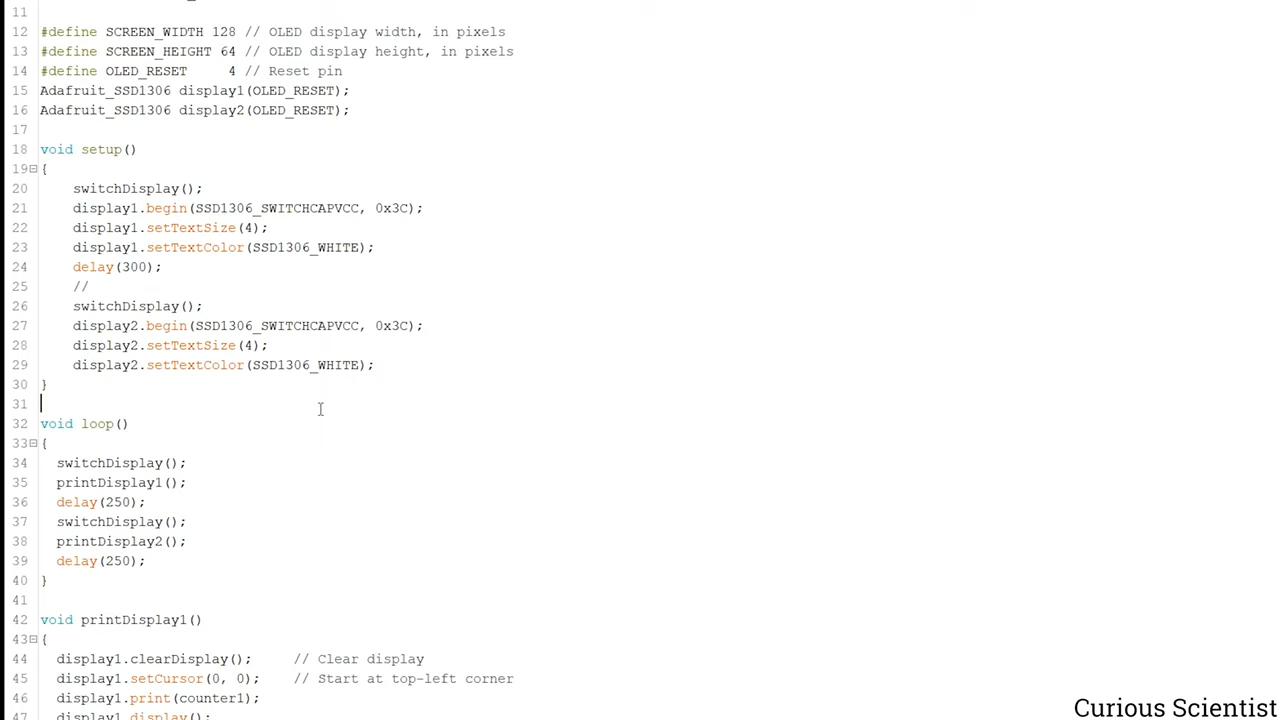 11
12 #define SCREEN_WIDTH 128 // OLED display width, in pixels
13 #define SCREEN_HEIGHT 64 // OLED display height, in pixels
14 #define OLED_RESET     4 // Reset pin
15 Adafruit_SSD1306 display1(OLED_RESET);
16 Adafruit_SSD1306 display2(OLED_RESET);
17
18 void setup()
19 {
20     switchDisplay();
21     display1.begin(SSD1306_SWITCHCAPVCC, 0x3C);
22     display1.setTextSize(4);
23     display1.setTextColor(SSD1306_WHITE);
24     delay(300);
25     //
26     switchDisplay();
27     display2.begin(SSD1306_SWITCHCAPVCC, 0x3C);
28     display2.setTextSize(4);
29     display2.setTextColor(SSD1306_WHITE);
30 }
31
32 void loop()
33 {
34   switchDisplay();
35   printDisplay1();
36   delay(250);
37   switchDisplay();
38   printDisplay2();
39   delay(250);
40 }
41
42 void printDisplay1()
43 {
44   display1.clearDisplay();     // Clear display
45   display1.setCursor(0, 0);    // Start at top-left corner
46   display1.print(counter1);
47   display1.display();
Curious Scientist